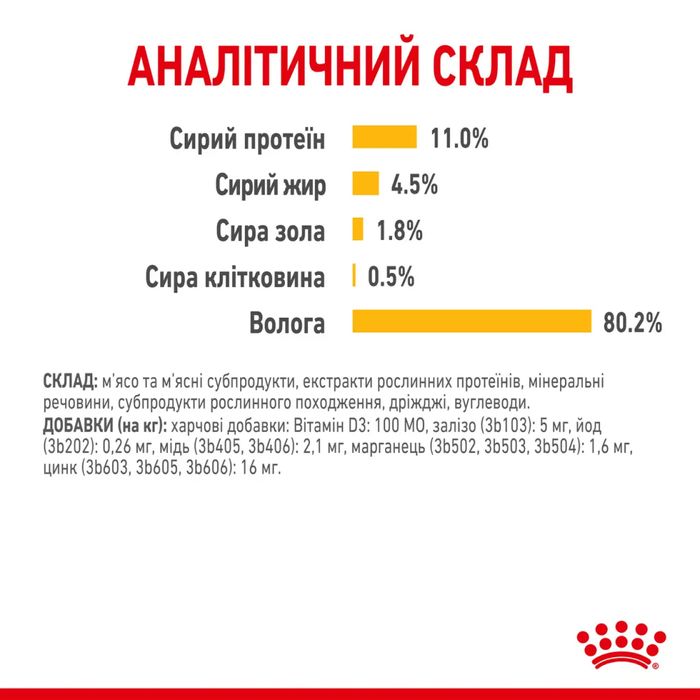 АНАЛІТИЧНИЙ СКЛАД
Сирий протеїн 11.0%
Сирий жир 4.5%
Сира зола 1.8%
Сира клітковина 0.5%
Волога 80.2%
СКЛАД: м'ясо та м'ясні субпродукти, екстракти рослинних протеїнів, мінеральні
речовини, субпродукти рослинного походження, дріжджі, вуглеводи.
ДОБАВКИ (на кг): харчові добавки: Вітамін D3: 100 МО, залізо (3b103): 5 мг, йод
(3b202): 0,26 мг, мідь (3b405, 3b406): 2,1 мг, марганець (3b502, 3b503, 3b504): 1,6 мг,
цинк (3b603, 3b605, 3b606): 16 мг.
®